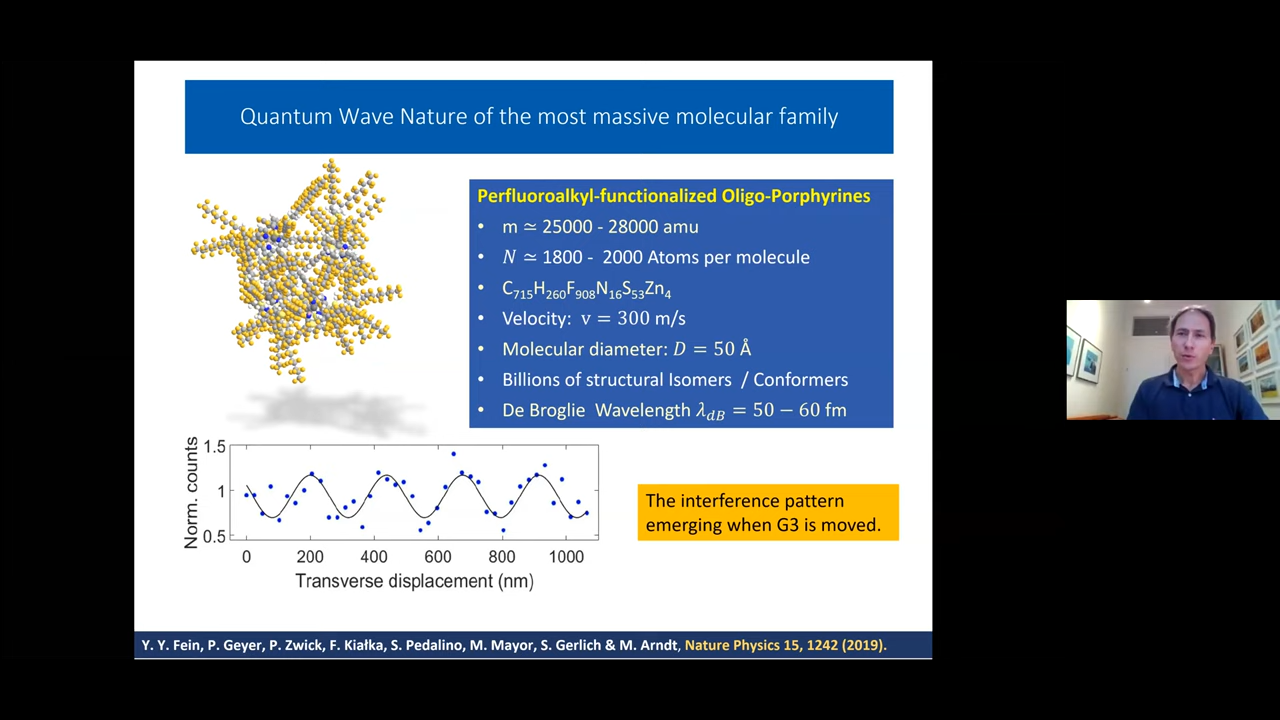 Quantum Wave Nature of the most massive molecular family
Perfluoroalkyl-functionalized Oligo-Porphyrines
• m ≃ 25000 - 28000 amu
• N ≃ 1800 - 2000 Atoms per molecule
• C₇₁₅H₂₆₀F₉₀₈N₁₆S₅₃Zn₄
• Velocity: v = 300 m/s
• Molecular diameter: D = 50 Å
• Billions of structural Isomers / Conformers
• De Broglie Wavelength λ_dB = 50 − 60 fm
Norm. counts
1.5
1
0.5
0 200 400 600 800 1000
Transverse displacement (nm)
The interference pattern
emerging when G3 is moved.
Y. Y. Fein, P. Geyer, P. Zwick, F. Kiałka, S. Pedalino, M. Mayor, S. Gerlich & M. Arndt, Nature Physics 15, 1242 (2019).